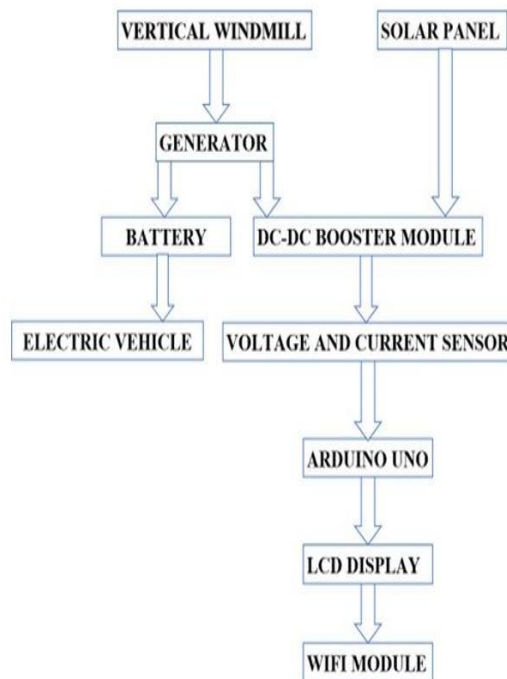 VERTICAL WINDMILL
SOLAR PANEL
GENERATOR
BATTERY
DC-DC BOOSTER MODULE
ELECTRIC VEHICLE
VOLTAGE AND CURRENT SENSOR
ARDUINO UNO
LCD DISPLAY
WIFI MODULE